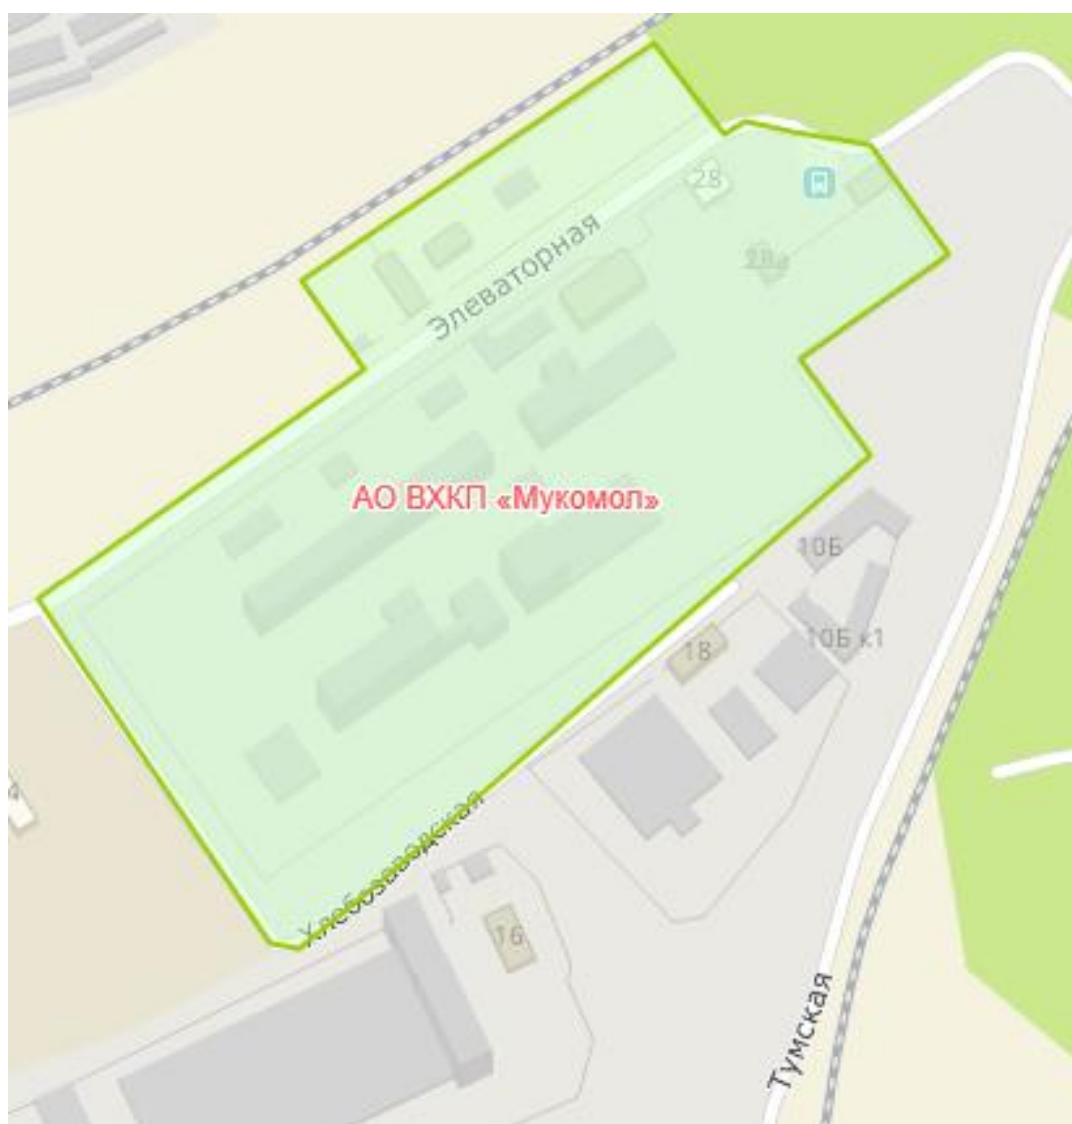 28
28а
Элеваторная
АО ВХКП «Мукомол»
10Б
10Б к1
18
Хлебозаводская
16
Тумская